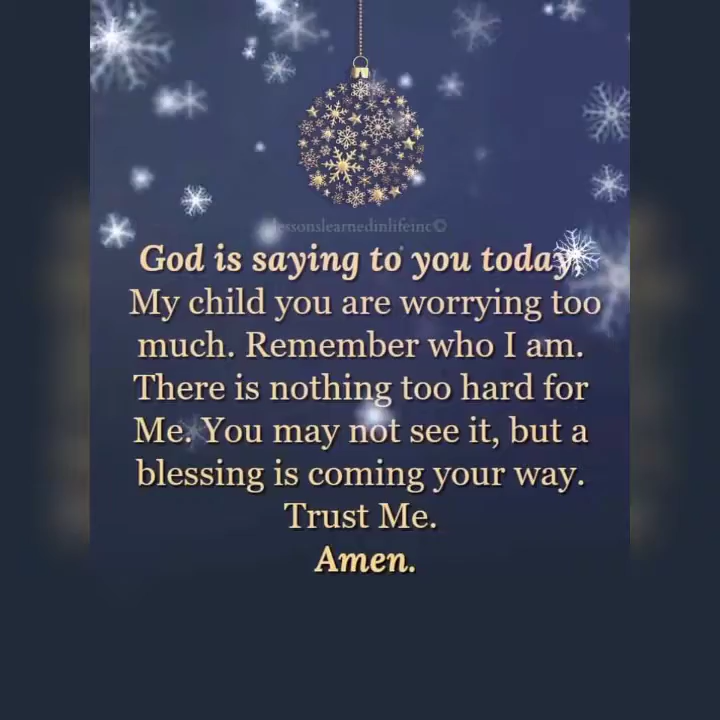 lessonslearnedinlifeinc©
God is saying to you today,
My child you are worrying too
much. Remember who I am.
There is nothing too hard for
Me. You may not see it, but a
blessing is coming your way.
Trust Me.
Amen.